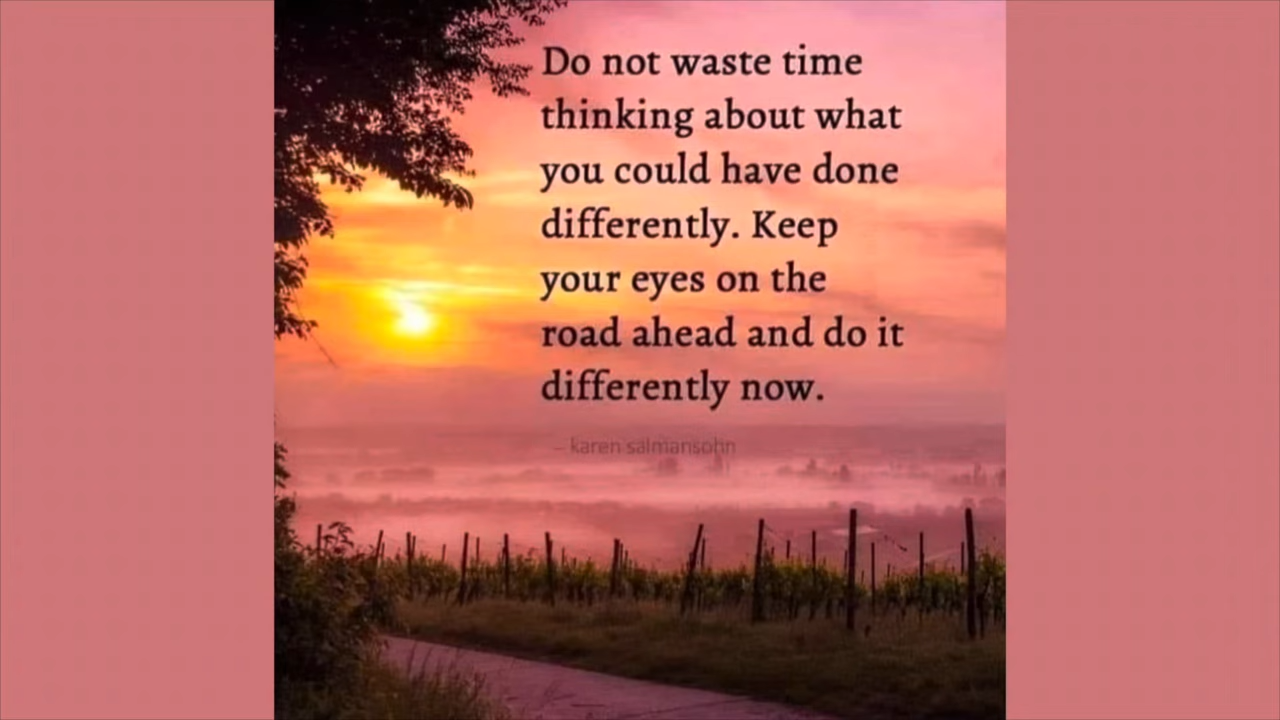 Do not waste time
thinking about what
you could have done
differently. Keep
your eyes on the
road ahead and do it
differently now.
– karen salmansohn